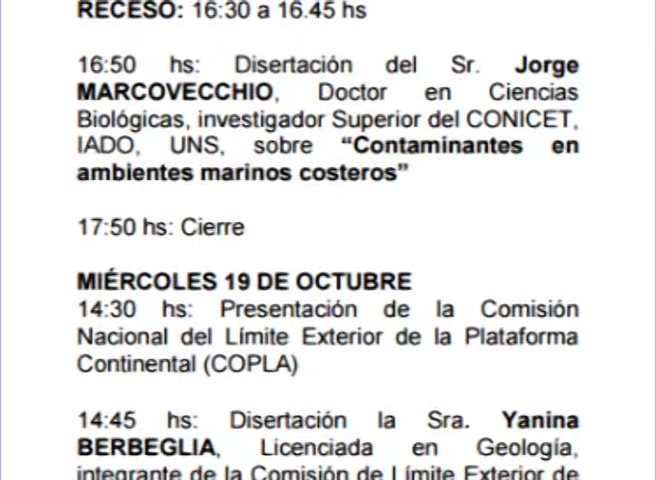 RECESO: 16:30 a 16.45 hs
16:50 hs: Disertación del Sr. Jorge
MARCOVECCHIO, Doctor en Ciencias
Biológicas, investigador Superior del CONICET,
IADO, UNS, sobre “Contaminantes en
ambientes marinos costeros”
17:50 hs: Cierre
MIÉRCOLES 19 DE OCTUBRE
14:30 hs: Presentación de la Comisión
Nacional del Límite Exterior de la Plataforma
Continental (COPLA)
14:45 hs: Disertación la Sra. Yanina
BERBEGLIA, Licenciada en Geología,
integrante de la Comisión de Límite Exterior de